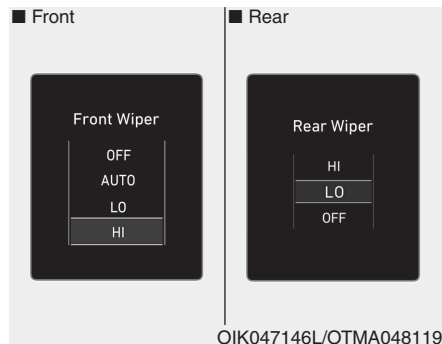 ■ Front
Front Wiper
OFF
AUTO
LO
HI
■ Rear
Rear Wiper
HI
LO
OFF
OIK047146L/OTMA048119